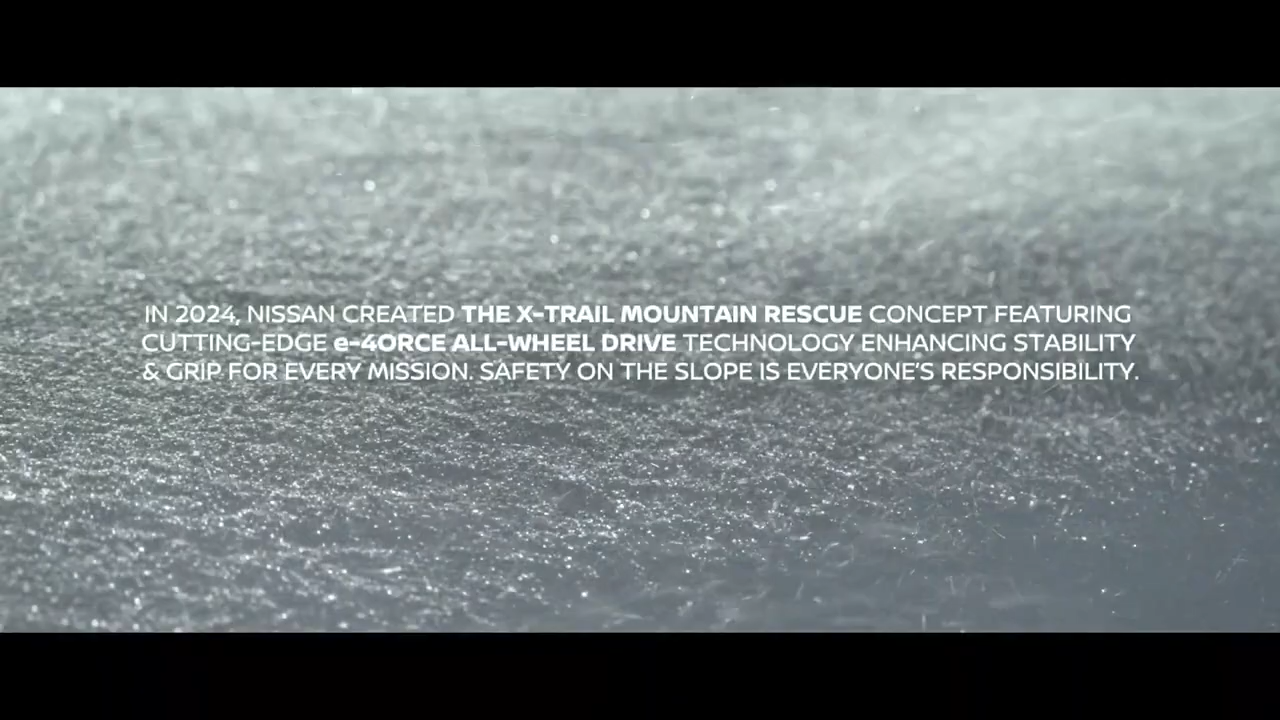 IN 2024, NISSAN CREATED THE X-TRAIL MOUNTAIN RESCUE CONCEPT FEATURING
CUTTING-EDGE e-4ORCE ALL-WHEEL DRIVE TECHNOLOGY ENHANCING STABILITY
& GRIP FOR EVERY MISSION. SAFETY ON THE SLOPE IS EVERYONE'S RESPONSIBILITY.